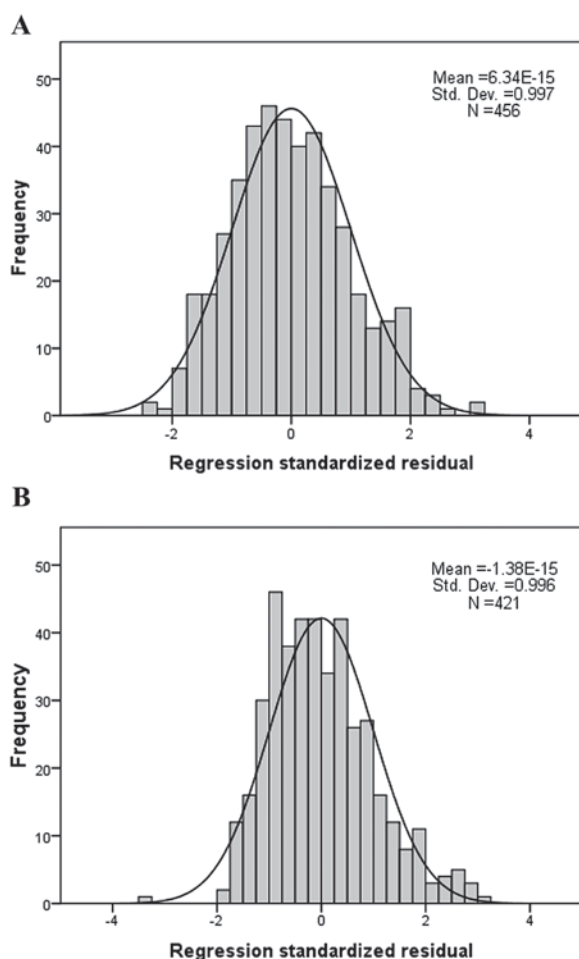 A
Mean =6.34E-15
Std. Dev. =0.997
N =456
50
40
30
20
10
0
Frequency
-2 0 2 4
Regression standardized residual
B
Mean =-1.38E-15
Std. Dev. =0.996
N =421
50
40
30
20
10
0
Frequency
-4 -2 0 2 4
Regression standardized residual